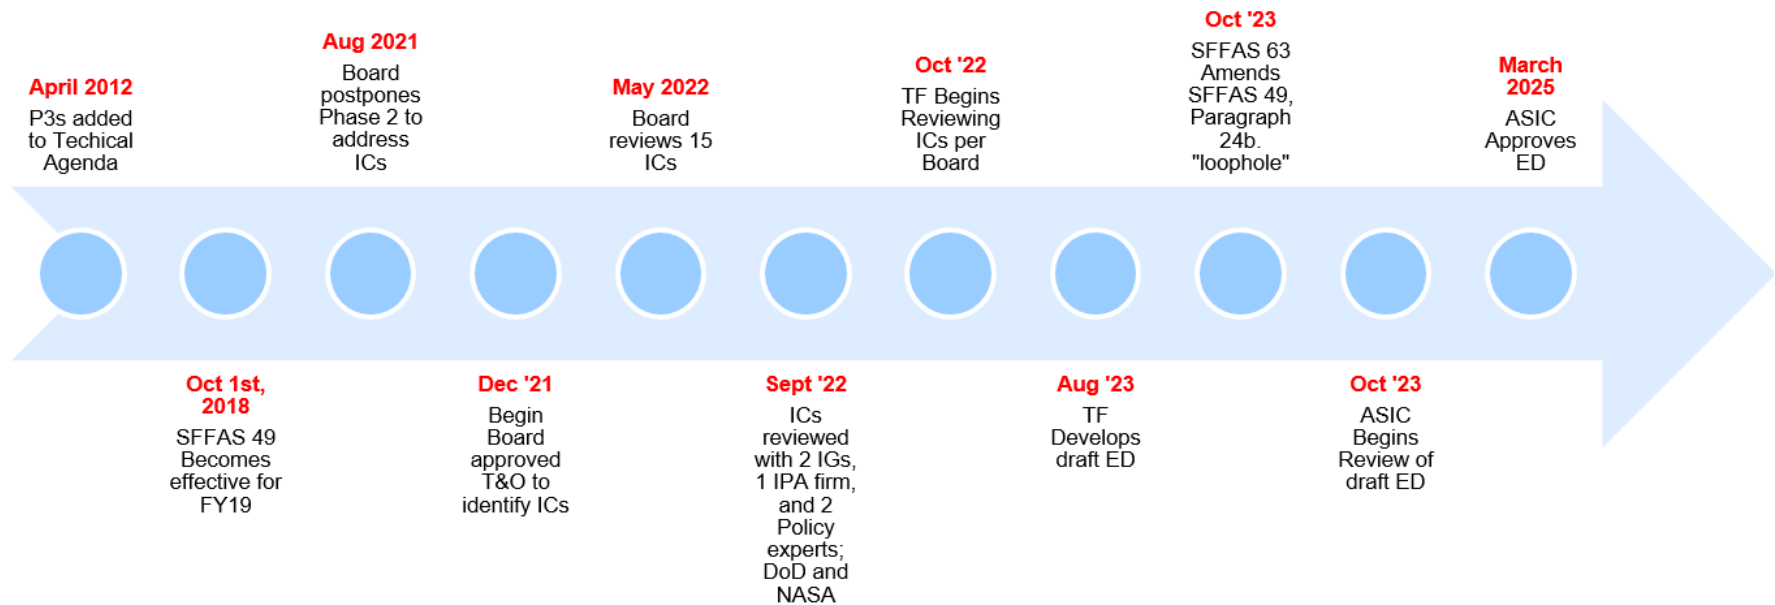 April 2012
P3s added
to Techical
Agenda
Oct 1st,
2018
SFFAS 49
Becomes
effective for
FY19
Aug 2021
Board
postpones
Phase 2 to
address
ICs
Dec '21
Begin
Board
approved
T&O to
identify ICs
May 2022
Board
reviews 15
ICs
Sept '22
ICs
reviewed
with 2 IGs,
1 IPA firm,
and 2
Policy
experts;
DoD and
NASA
Oct '22
TF Begins
Reviewing
ICs per
Board
Aug '23
TF
Develops
draft ED
Oct '23
SFFAS 63
Amends
SFFAS 49,
Paragraph
24b.
"loophole"
Oct '23
ASIC
Begins
Review of
draft ED
March
2025
ASIC
Approves
ED